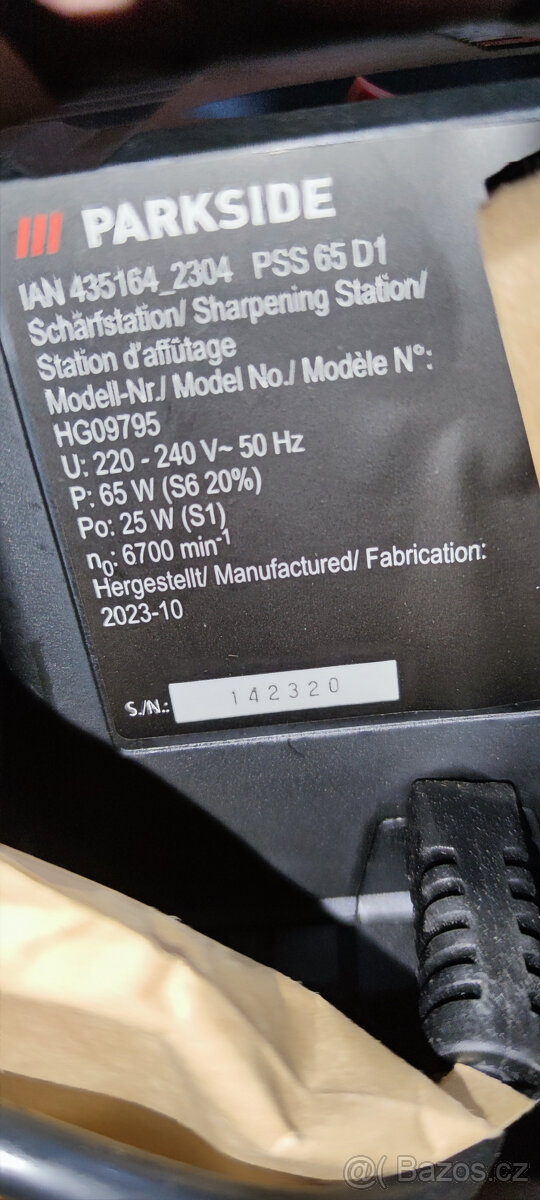 PARKSIDE
IAN 435164_2304 PSS 65 D1
Schärfstation/ Sharpening Station/
Station d'affûtage
Modell-Nr./ Model No./ Modèle N°:
HG09795
U: 220 - 240 V~ 50 Hz
P: 65 W (S6 20%)
Po: 25 W (S1)
n₀: 6700 min⁻¹
Hergestellt/ Manufactured/ Fabrication:
2023-10
S./N.: 142320
@( Bazos.cz